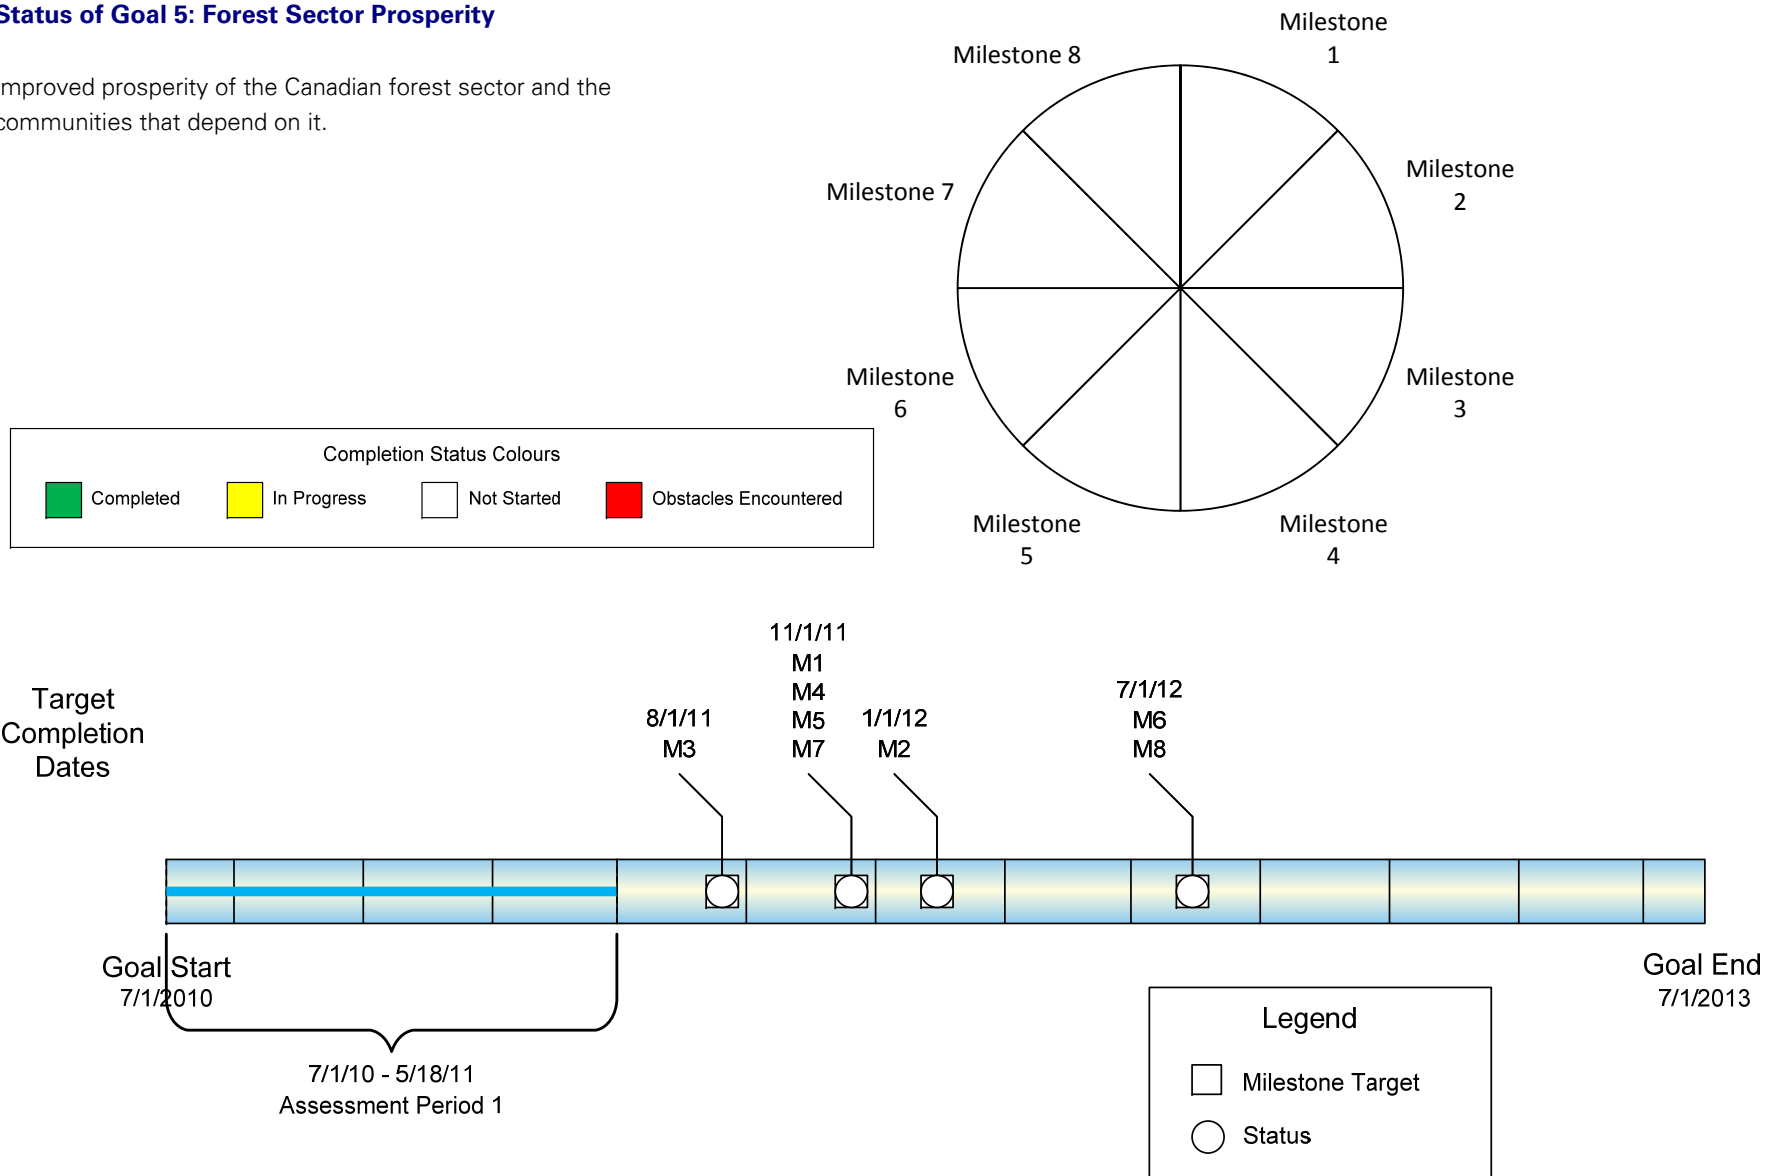 Status of Goal 5: Forest Sector Prosperity
mproved prosperity of the Canadian forest sector and the
communities that depend on it.
Milestone
1
Milestone 8
Milestone
2
Milestone 7
Milestone
3
Milestone
6
Milestone
5
Milestone
4
Completion Status Colours
Completed
In Progress
Not Started
Obstacles Encountered
Target
Completion
Dates
8/1/11
M3
11/1/11
M1
M4
M5
M7
1/1/12
M2
7/1/12
M6
M8
Goal Start
7/1/2010
Goal End
7/1/2013
7/1/10 - 5/18/11
Assessment Period 1
Legend
Milestone Target
Status